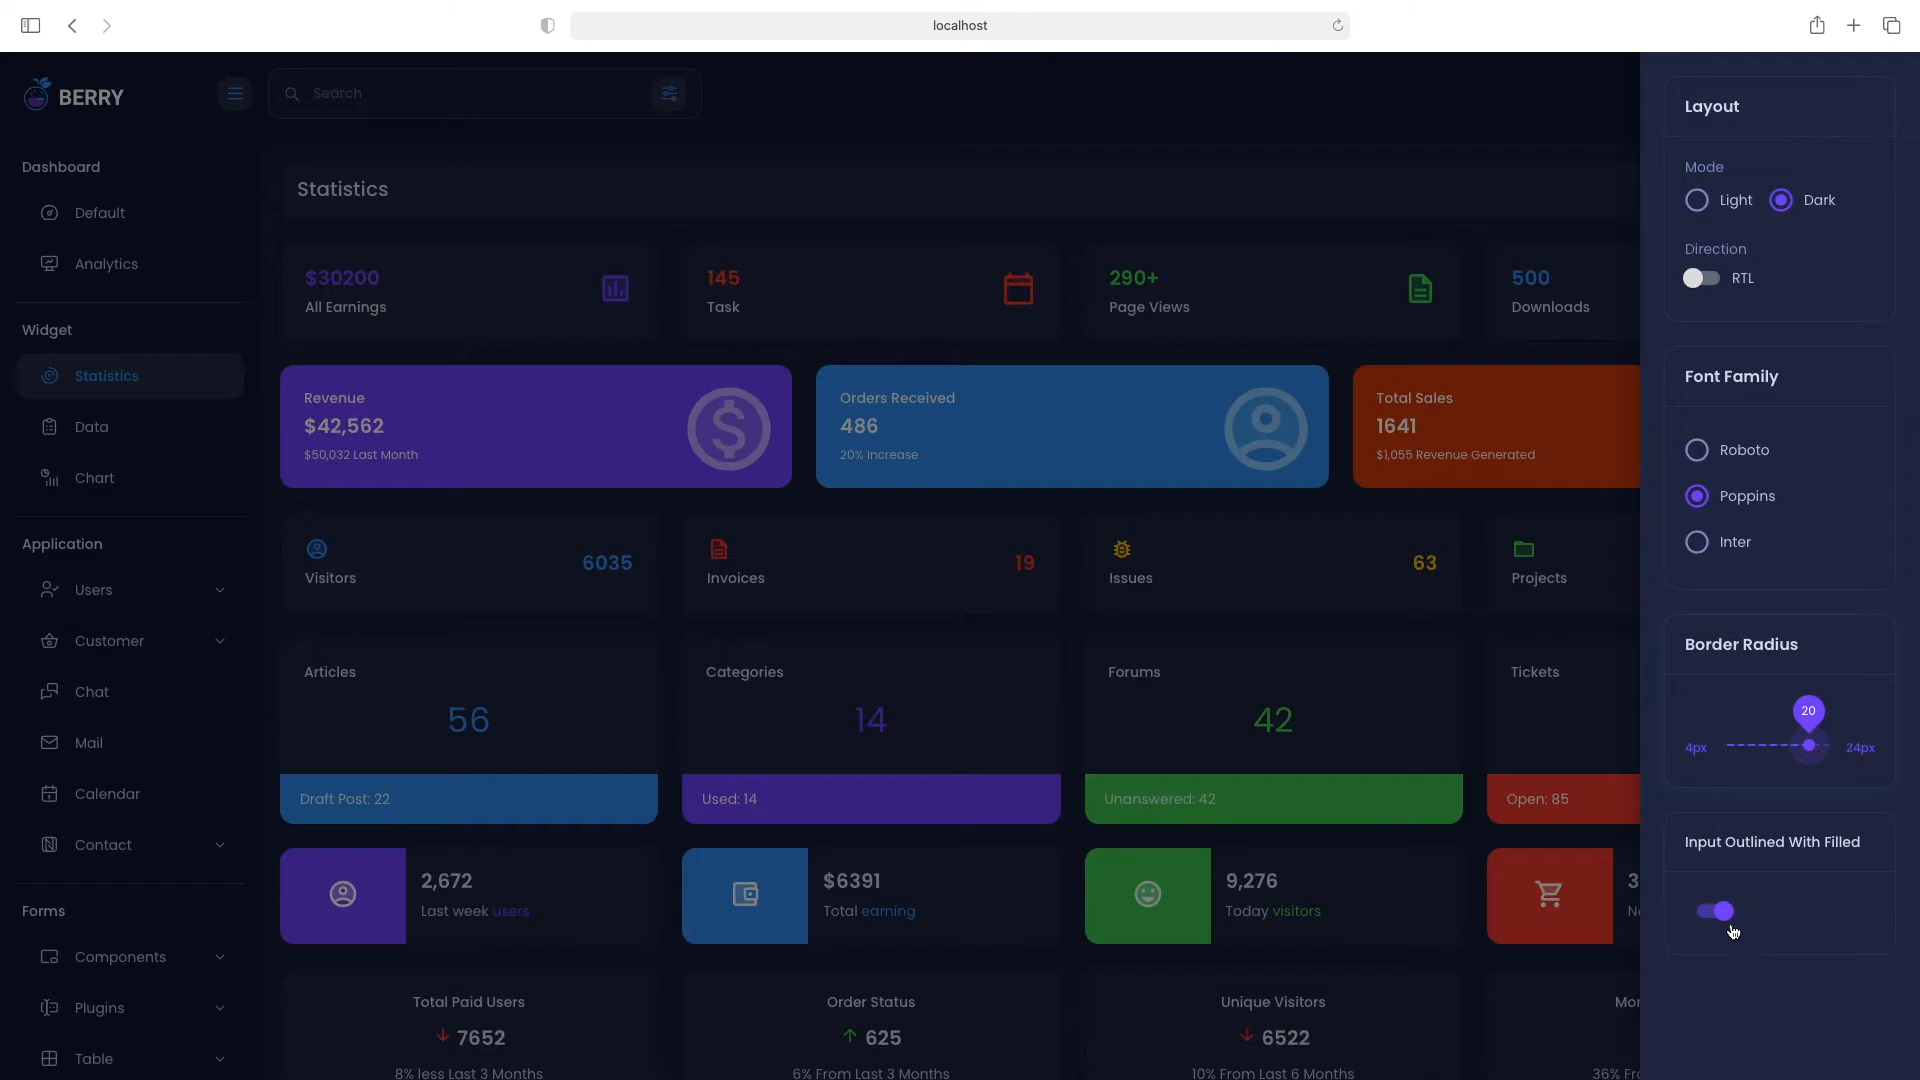 localhost
BERRY
Search
Dashboard
Default
Analytics
Widget
Statistics
Data
Chart
Application
Users
Customer
Chat
Mail
Calendar
Contact
Forms
Components
Plugins
Table
Statistics
$30200
All Earnings
145
Task
290+
Page Views
500
Downloads
Revenue
$42,562
$50,032 Last Month
Orders Received
486
20% Increase
Total Sales
1641
$1,055 Revenue Generated
Visitors
6035
Invoices
19
Issues
63
Projects
Articles
56
Draft Post: 22
Categories
14
Used: 14
Forums
42
Unanswered: 42
Tickets
Open: 85
2,672
Last week users
$6391
Total earning
9,276
Today visitors
3
Total Paid Users
7652
8% less Last 3 Months
Order Status
625
6% From Last 3 Months
Unique Visitors
6522
10% From Last 6 Months
36% Fr
Layout
Mode
Light
Dark
Direction
RTL
Font Family
Roboto
Poppins
Inter
Border Radius
20
4px
24px
Input Outlined With Filled